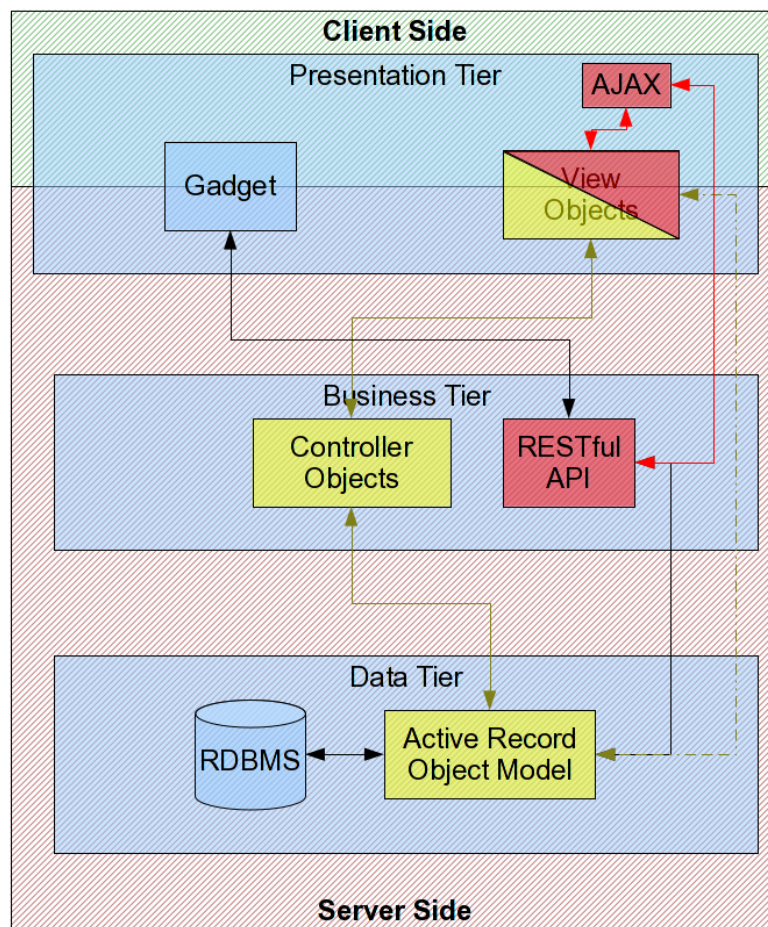 Client Side
Presentation Tier
AJAX
Gadget
View
Objects
Business Tier
Controller
Objects
RESTful
API
Data Tier
RDBMS
Active Record
Object Model
Server Side